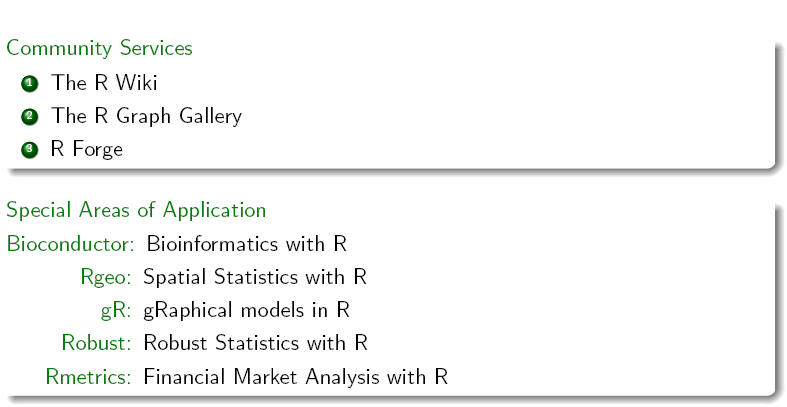 Community Services
1 The R Wiki
2 The R Graph Gallery
3 R Forge
Special Areas of Application
Bioconductor: Bioinformatics with R
Rgeo: Spatial Statistics with R
gR: gRaphical models in R
Robust: Robust Statistics with R
Rmetrics: Financial Market Analysis with R